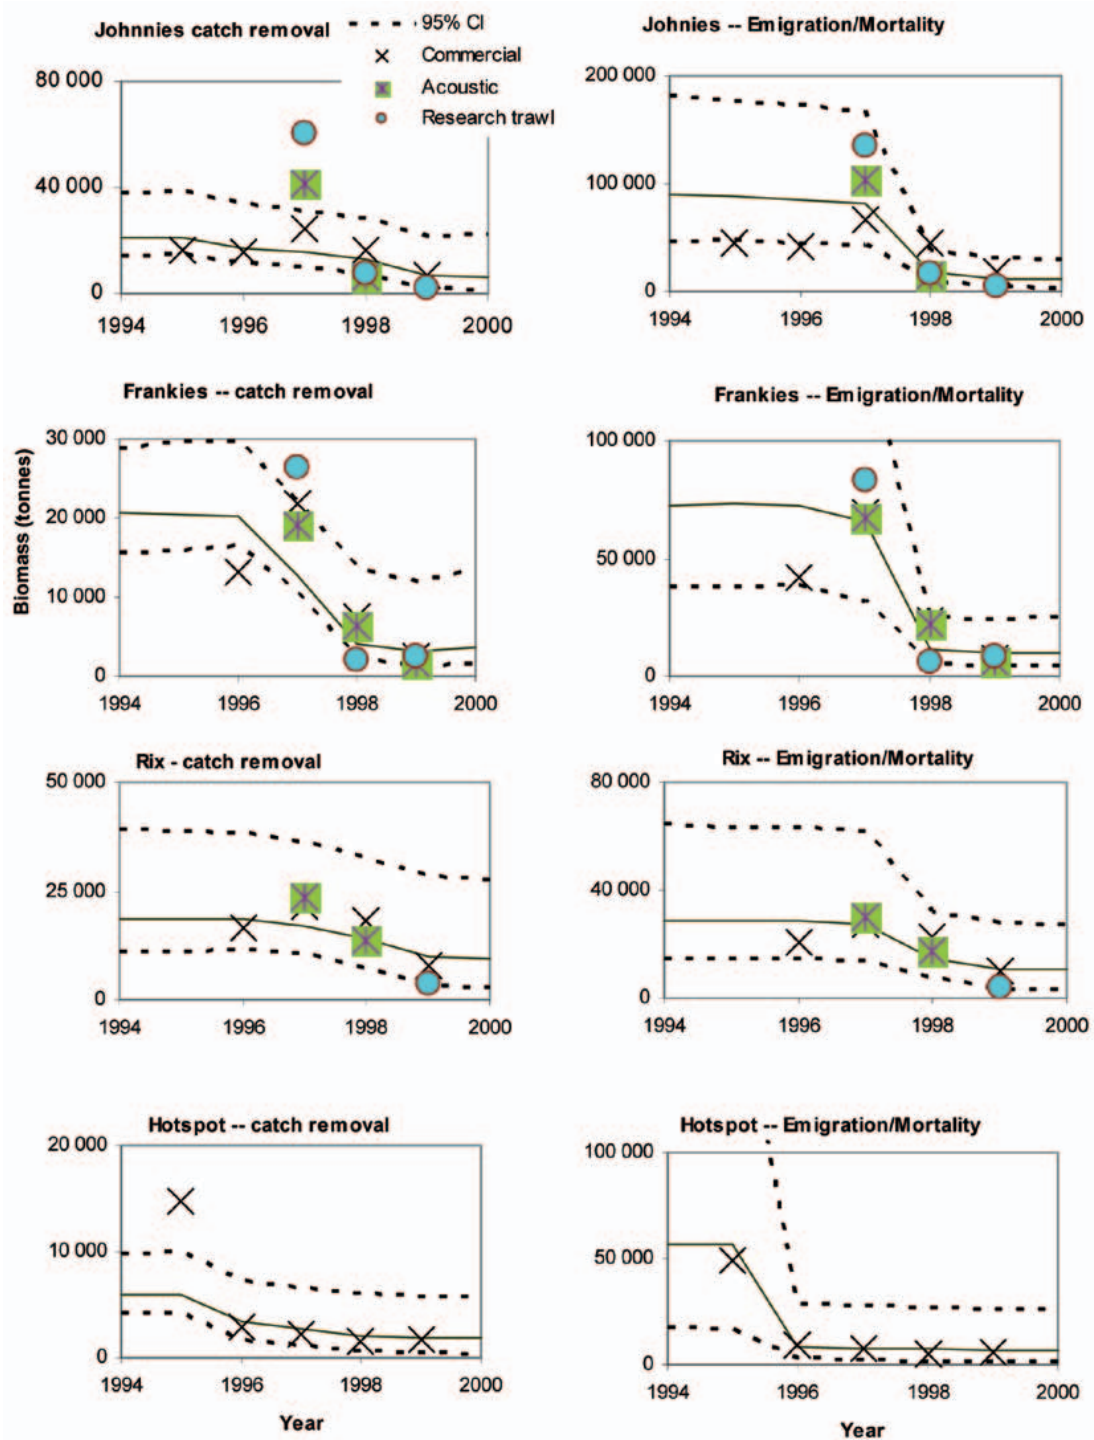 Johnnies catch removal
95% CI
Commercial
Acoustic
Research trawl
80 000
40 000
0
1994 1996 1998 2000
Johnies -- Emigration/Mortality
200 000
100 000
0
1994 1996 1998 2000
Frankies -- catch removal
30 000
20 000
10 000
0
1994 1996 1998 2000
Frankies -- Emigration/Mortality
100 000
50 000
0
1994 1996 1998 2000
Biomass (tonnes)
Rix - catch removal
50 000
25 000
0
1994 1996 1998 2000
Rix -- Emigration/Mortality
80 000
40 000
0
1994 1996 1998 2000
Hotspot -- catch removal
20 000
10 000
0
1994 1996 1998 2000
Year
Hotspot -- Emigration/Mortality
100 000
50 000
0
1994 1996 1998 2000
Year